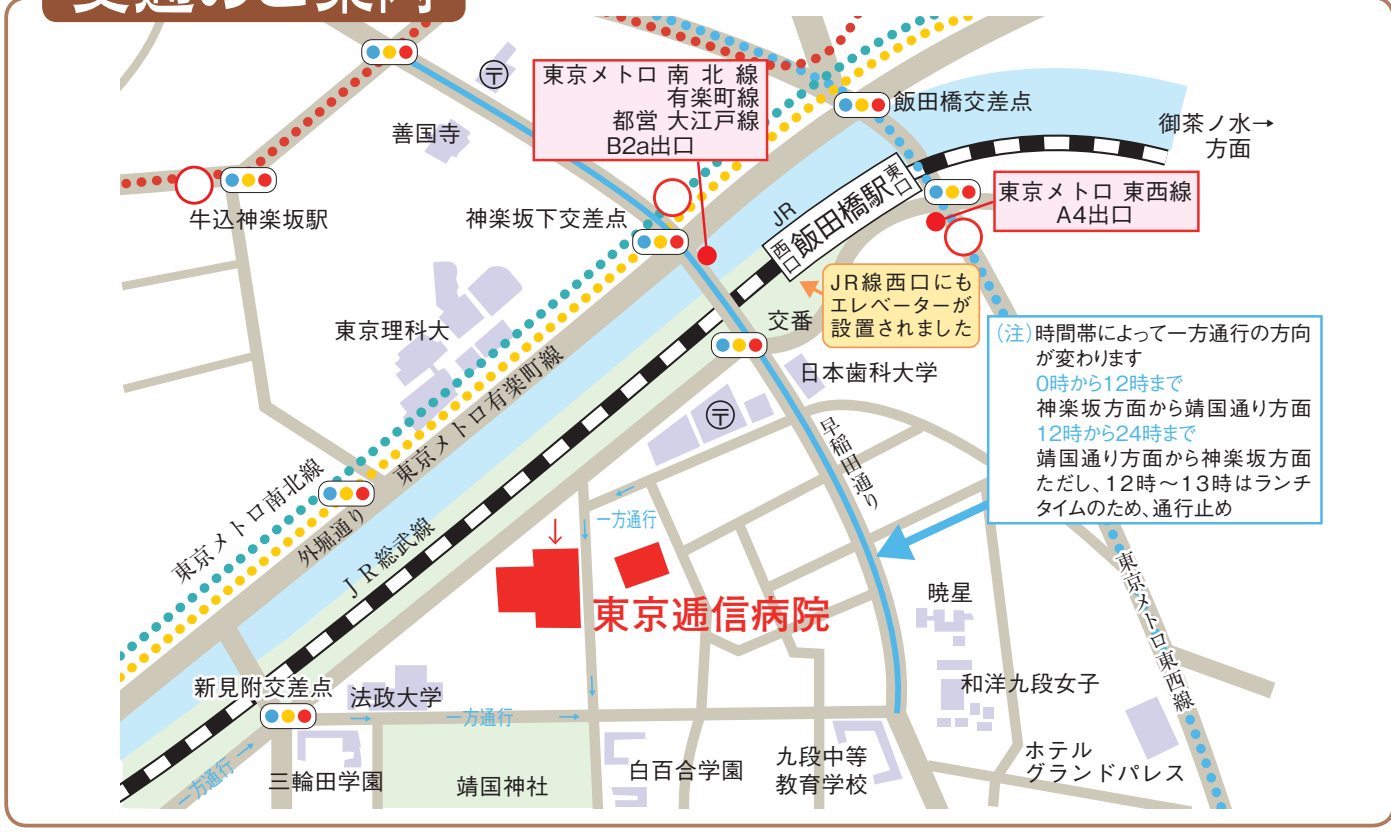 交通のご案内
〒
東京メトロ 南 北 線
有楽町線
都営 大江戸線
B2a出口
飯田橋交差点
御茶ノ水→
方面
善国寺
牛込神楽坂駅
神楽坂下交差点
JR
飯田橋駅
東口
西口
東京メトロ 東西線
A4出口
JR線西口にも
エレベーターが
設置されました
交番
東京理科大
日本歯科大学
〒
(注)時間帯によって一方通行の方向
が変わります
0時から12時まで
神楽坂方面から靖国通り方面
12時から24時まで
靖国通り方面から神楽坂方面
ただし、12時〜13時はランチ
タイムのため、通行止め
東京メトロ有楽町線
早稲田通り
東京メトロ南北線
外堀通り
JR総武線
一方通行
東京逓信病院
暁星
東京メトロ東西線
新見附交差点
法政大学
一方通行
和洋九段女子
一方通行
三輪田学園
靖国神社
白百合学園
九段中等
教育学校
ホテル
グランドパレス